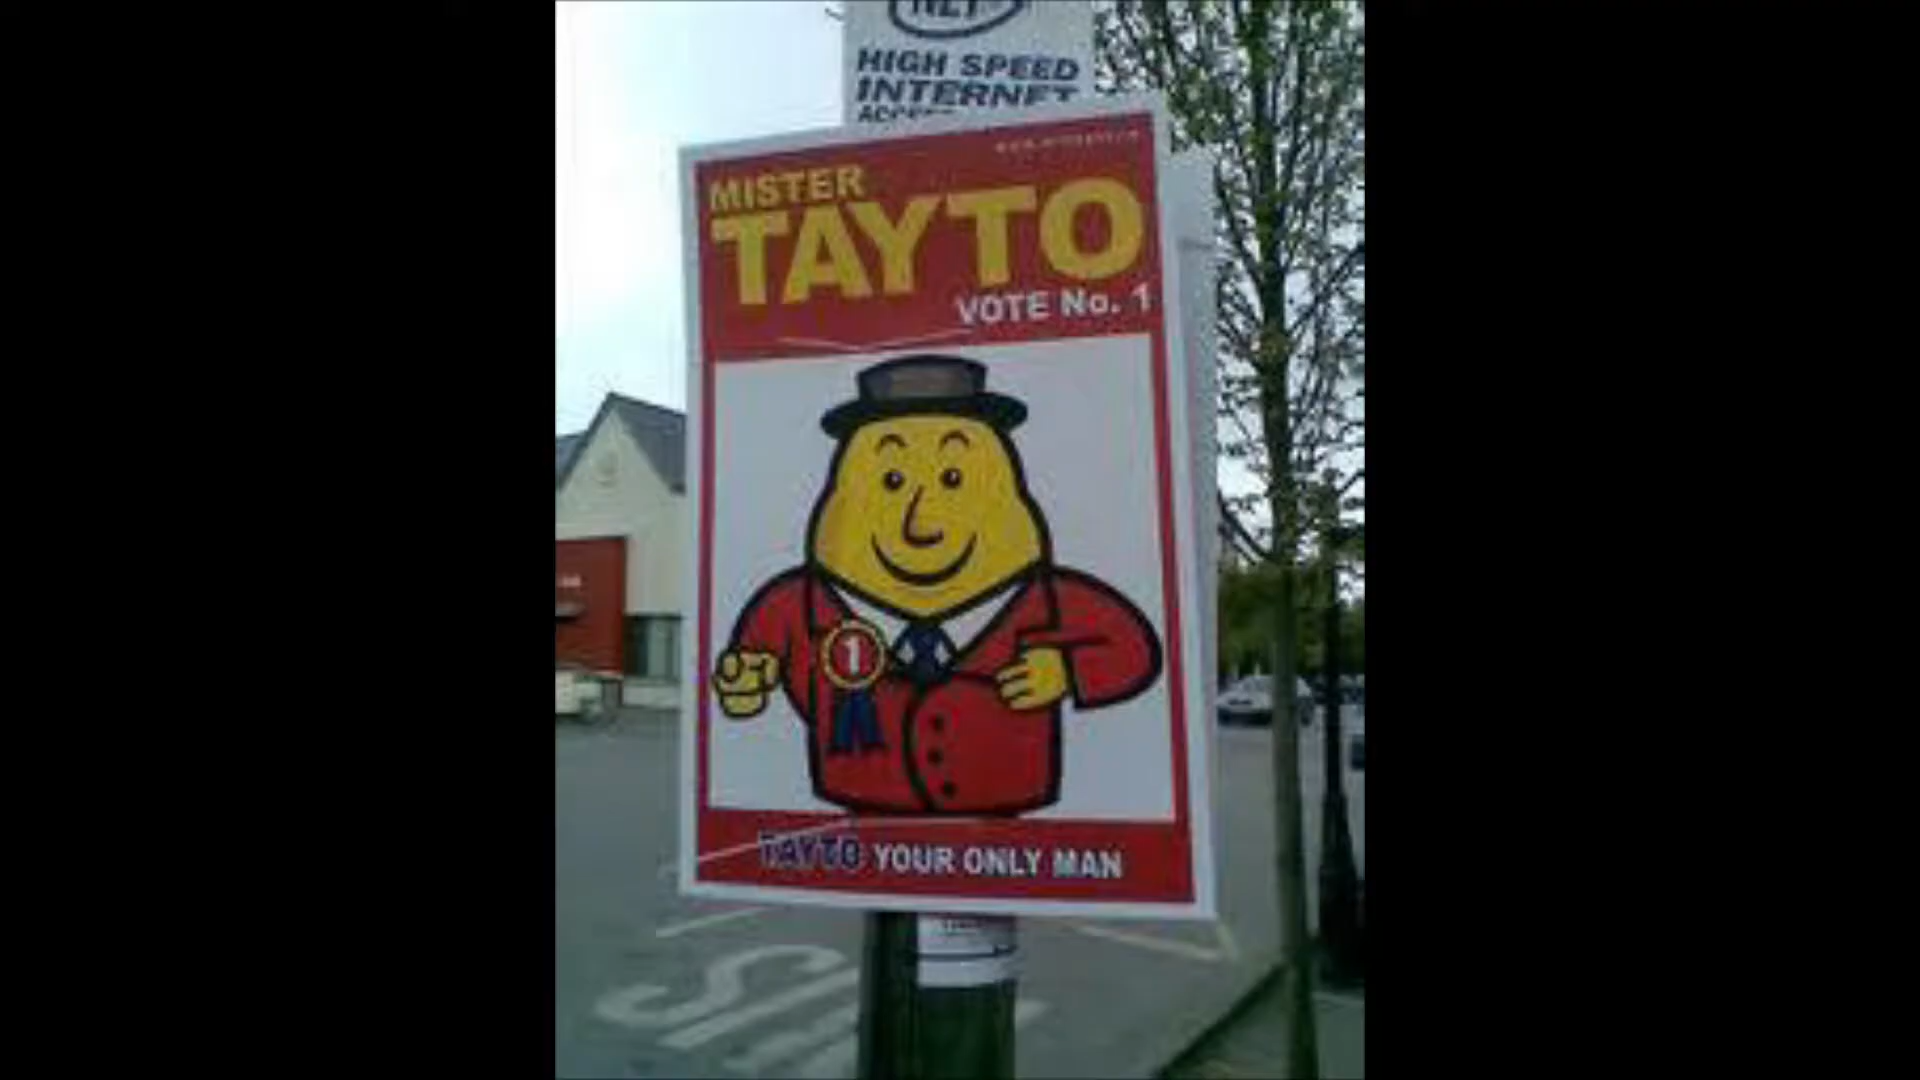 HIGH SPEED
INTERNET
MISTER
TAYTO
VOTE No. 1
1
TAYTO YOUR ONLY MAN